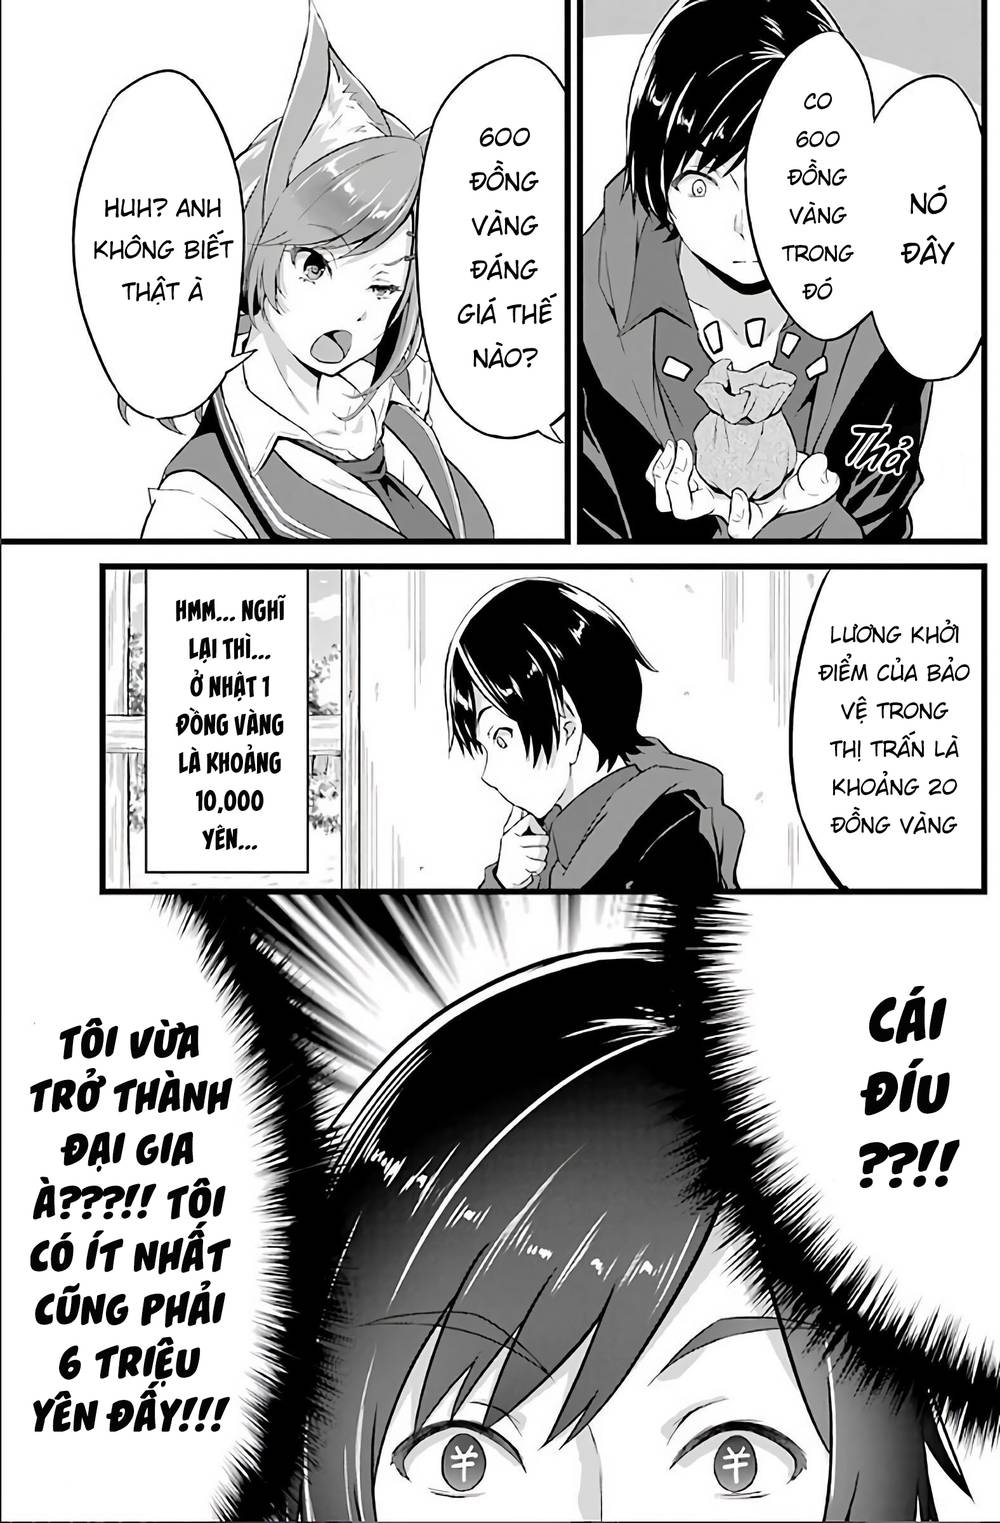 NÓ
ĐÂY
CO
600
ĐỒNG
VÀNG
TRONG
ĐÓ
Thả
600
ĐỒNG
VÀNG
ĐÁNG
GIÁ THẾ
NÀO?
HUH? ANH
KHÔNG BIẾT
THẬT À
LƯƠNG KHỞI
ĐIỂM CỦA BẢO
VỆ TRONG
THỊ TRẤN LÀ
KHOẢNG 20
ĐỒNG VÀNG
HMM... NGHĨ
LẠI THÌ...
Ở NHẬT 1
ĐỒNG VÀNG
LÀ KHOẢNG
10,000
YÊN...
CÁI
ĐÍU
??!!
TÔI VỪA
TRỞ THÀNH
ĐẠI GIA
À???!! TÔI
CÓ ÍT NHẤT
CŨNG PHẢI
6 TRIỆU
YÊN ĐẤY!!!
¥ ¥